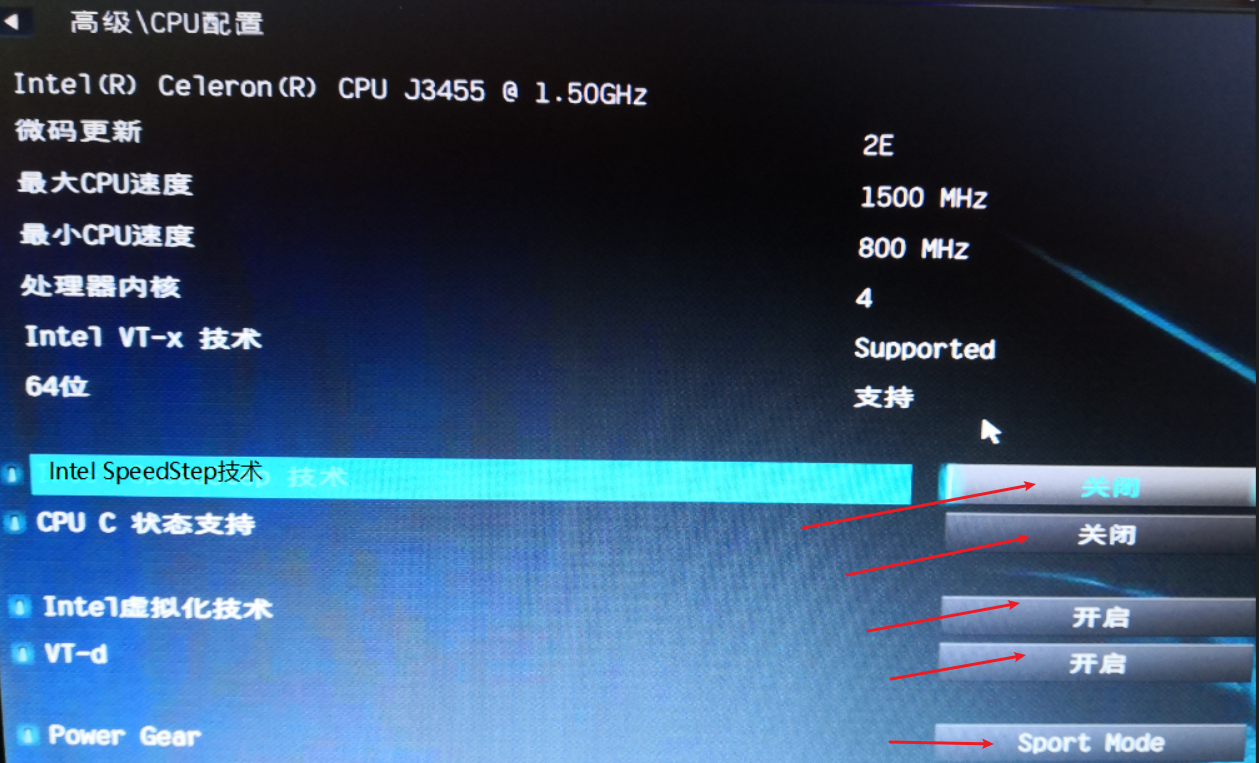 高级\CPU配置
Intel(R) Celeron(R) CPU J3455 @ 1.50GHz
微码更新 2E
最大CPU速度 1500 MHz
最小CPU速度 800 MHz
处理器内核 4
Intel VT-x 技术 Supported
64位 支持
Intel SpeedStep技术 技术 关闭
CPU C 状态支持 关闭
Intel虚拟化技术 开启
VT-d 开启
Power Gear Sport Mode